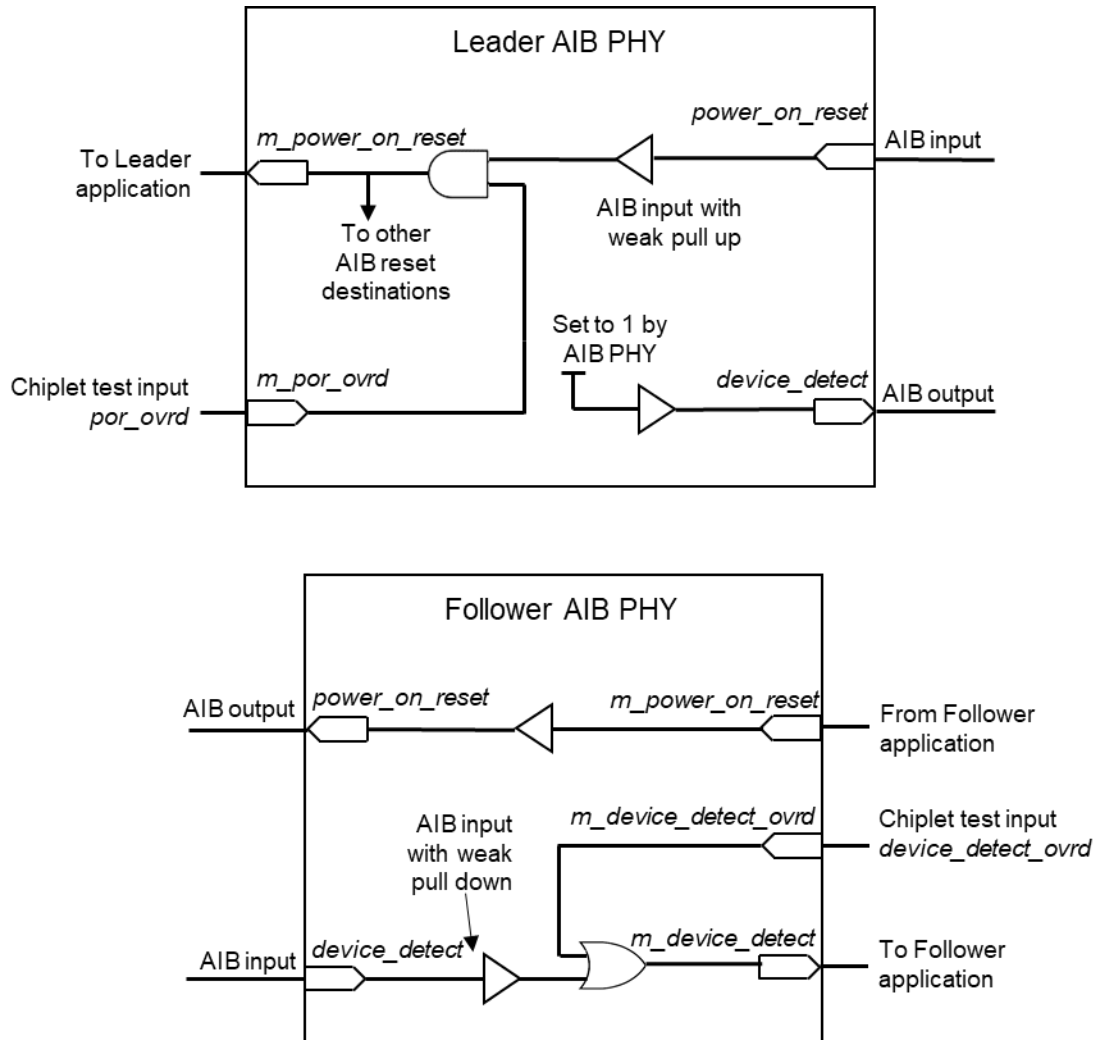 Leader AIB PHY
power_on_reset
m_power_on_reset
AIB input
To Leader
application
AIB input with
weak pull up
To other
AIB reset
destinations
Set to 1 by
AIB PHY
Chiplet test input
por_ovrd
m_por_ovrd
device_detect
AIB output
Follower AIB PHY
AIB output
power_on_reset
m_power_on_reset
From Follower
application
AIB input
with weak
pull down
m_device_detect_ovrd
Chiplet test input
device_detect_ovrd
AIB input
device_detect
m_device_detect
To Follower
application